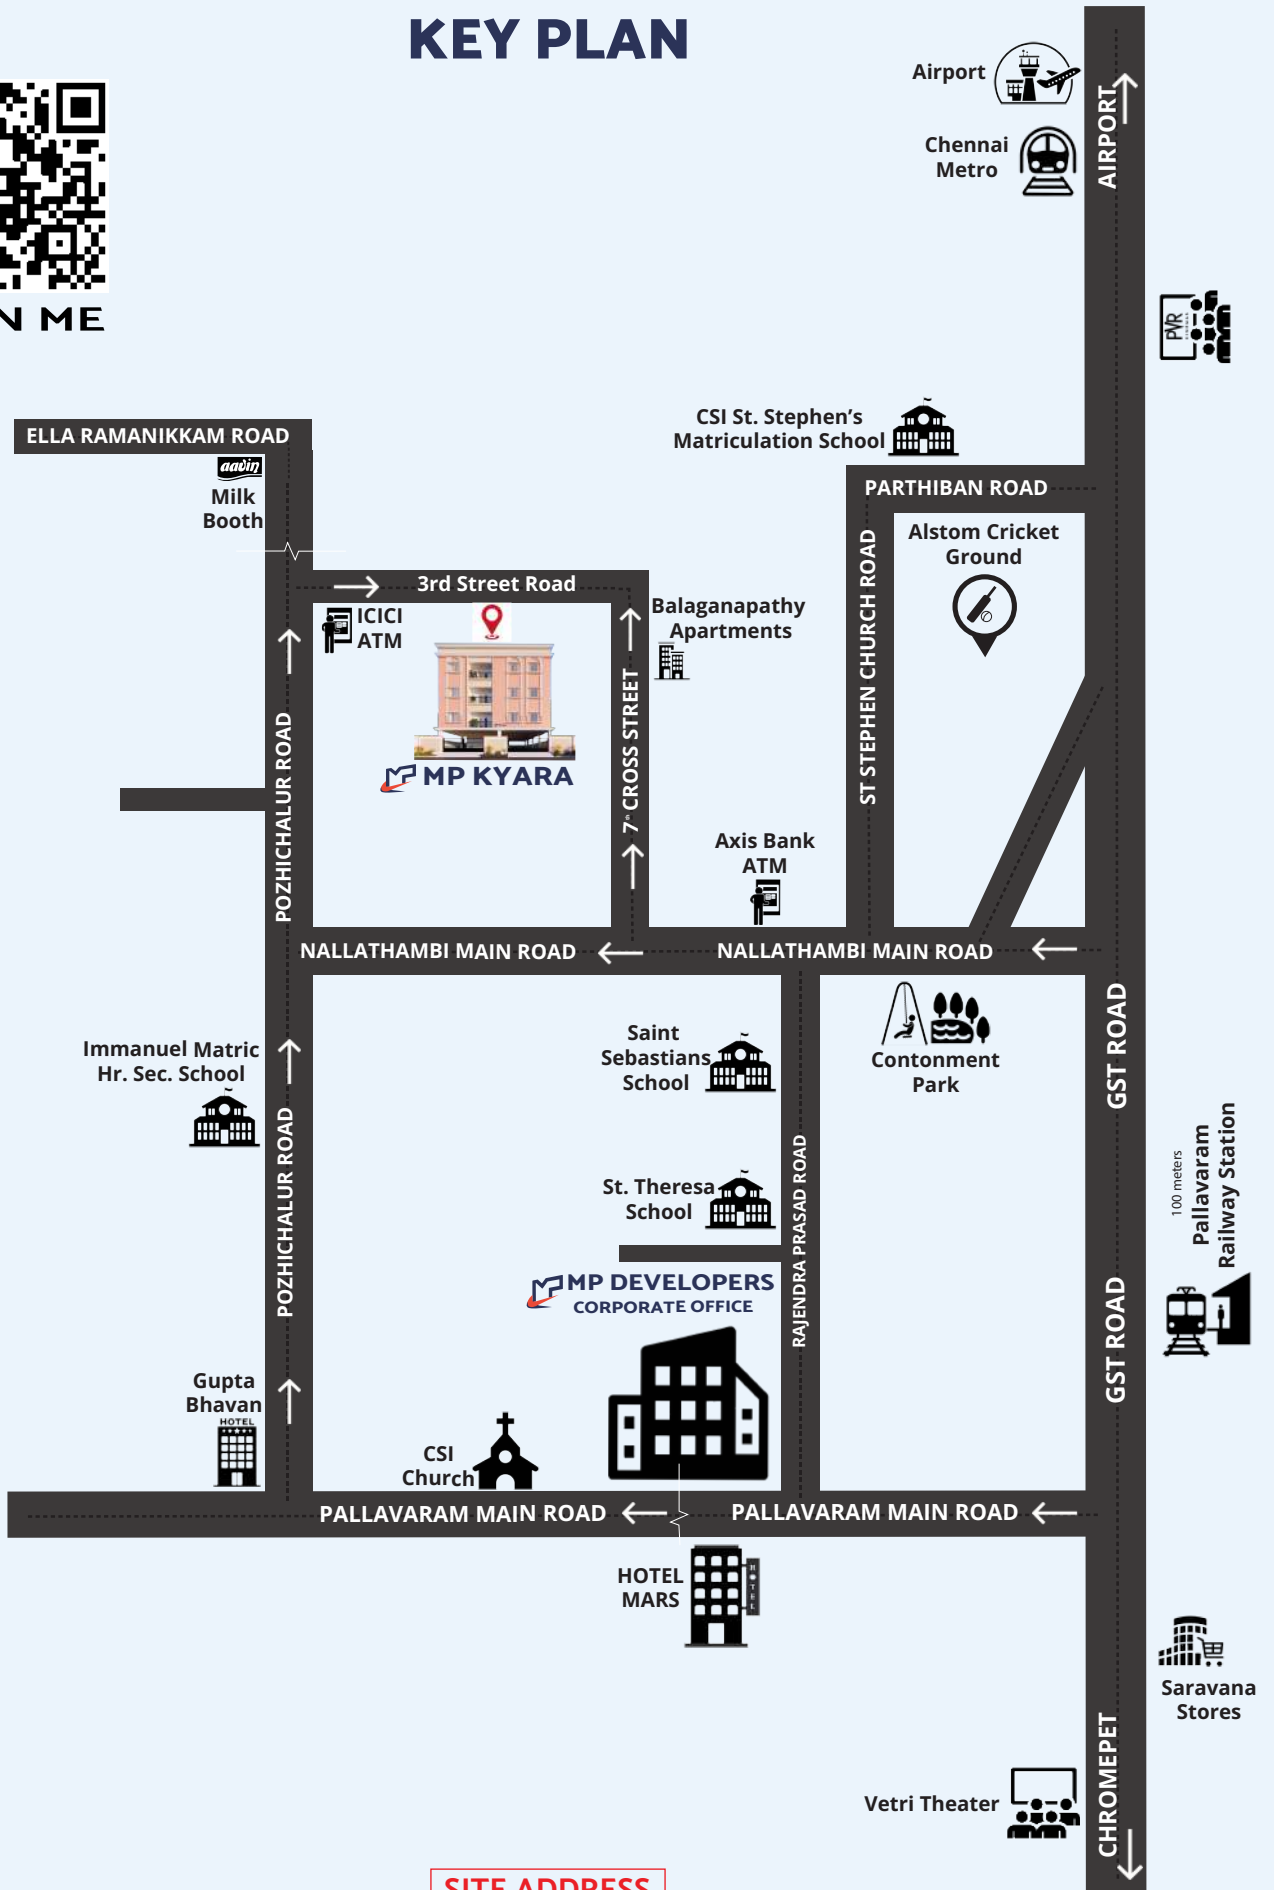 KEY PLAN
Airport
AIRPORT
Chennai
Metro
N ME
PVR
CINEMAS
CSI St. Stephen’s
Matriculation School
ELLA RAMANIKKAM ROAD
aavin
Milk
Booth
PARTHIBAN ROAD
Alstom Cricket
Ground
3rd Street Road
ICICI
ATM
Balaganapathy
Apartments
ST STEPHEN CHURCH ROAD
POZHICHALUR ROAD
7 CROSS STREET
MP KYARA
Axis Bank
ATM
NALLATHAMBI MAIN ROAD
NALLATHAMBI MAIN ROAD
GST ROAD
Immanuel Matric
Hr. Sec. School
Saint
Sebastians
School
Contonment
Park
POZHICHALUR ROAD
St. Theresa
School
RAJENDRA PRASAD ROAD
100 meters
Pallavaram
Railway Station
MP DEVELOPERS
CORPORATE OFFICE
GST ROAD
Gupta
Bhavan
HOTEL
CSI
Church
PALLAVARAM MAIN ROAD
PALLAVARAM MAIN ROAD
HOTEL
MARS
HOTEL
Saravana
Stores
Vetri Theater
CHROMEPET
SITE ADDRESS